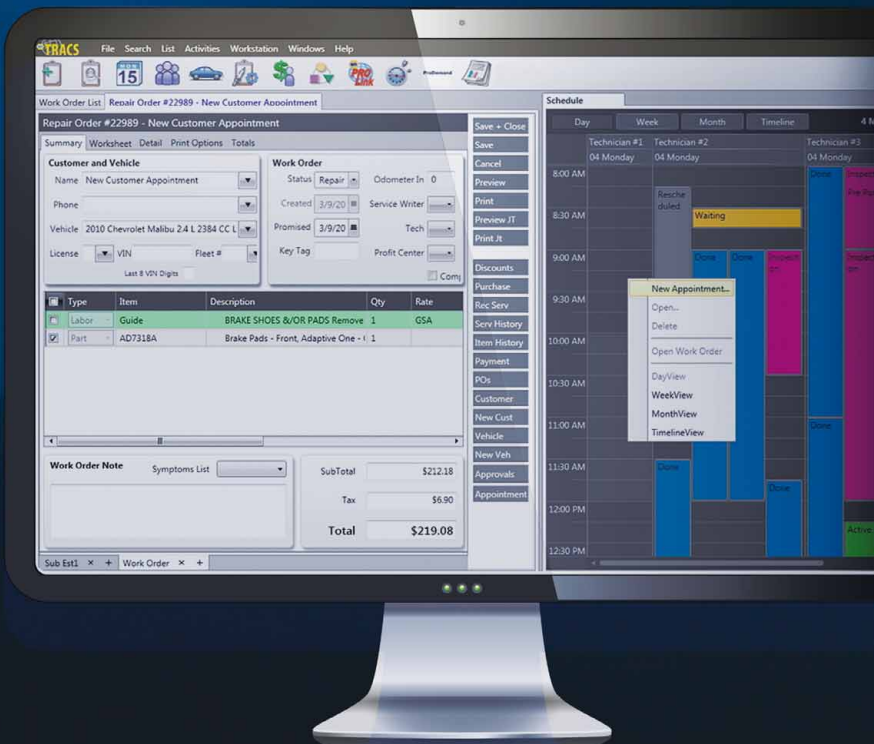 TRACS File Search List Activities Workstation Windows Help
MON
15
PRO
Link
ProDemand
Work Order List Repair Order #22989 - New Customer Appointment
Repair Order #22989 - New Customer Appointment
Summary Worksheet Detail Print Options Totals
Customer and Vehicle
Name New Customer Appointment
Phone
Vehicle 2010 Chevrolet Malibu 2.4 L 2384 CC L
License VIN Fleet #
Last 8 VIN Digits
Work Order
Status Repair Odometer In 0
Created 3/9/20 Service Writer
Promised 3/9/20 Tech
Key Tag Profit Center
Type Item Description Qty Rate
Labor Guide BRAKE SHOES &/OR PADS Remove 1 GSA
Part AD7318A Brake Pads - Front, Adaptive One - 1
Work Order Note Symptoms List
SubTotal $212.18
Tax $6.90
Total $219.08
Sub Est1 × + Work Order × +
Save + Close
Save
Cancel
Preview
Print
Preview JT
Print Jt
Discounts
Purchase
Rec Serv
Serv History
Item History
Payment
POs
Customer
New Cust
Vehicle
New Veh
Approvals
Appointment
Schedule
Day Week Month Timeline 4 M
Technician #1 Technician #2 Technician #3
04 Monday 04 Monday 04 Monday
8:00 AM
8:30 AM
9:00 AM
9:30 AM
10:00 AM
10:30 AM
11:00 AM
11:30 AM
12:00 PM
12:30 PM
Resche
duled
Waiting
Done
Done
Done
Inspecti
on
Done
Done
Done
Active
New Appointment...
Open...
Delete
Open Work Order
DayView
WeekView
MonthView
TimelineView